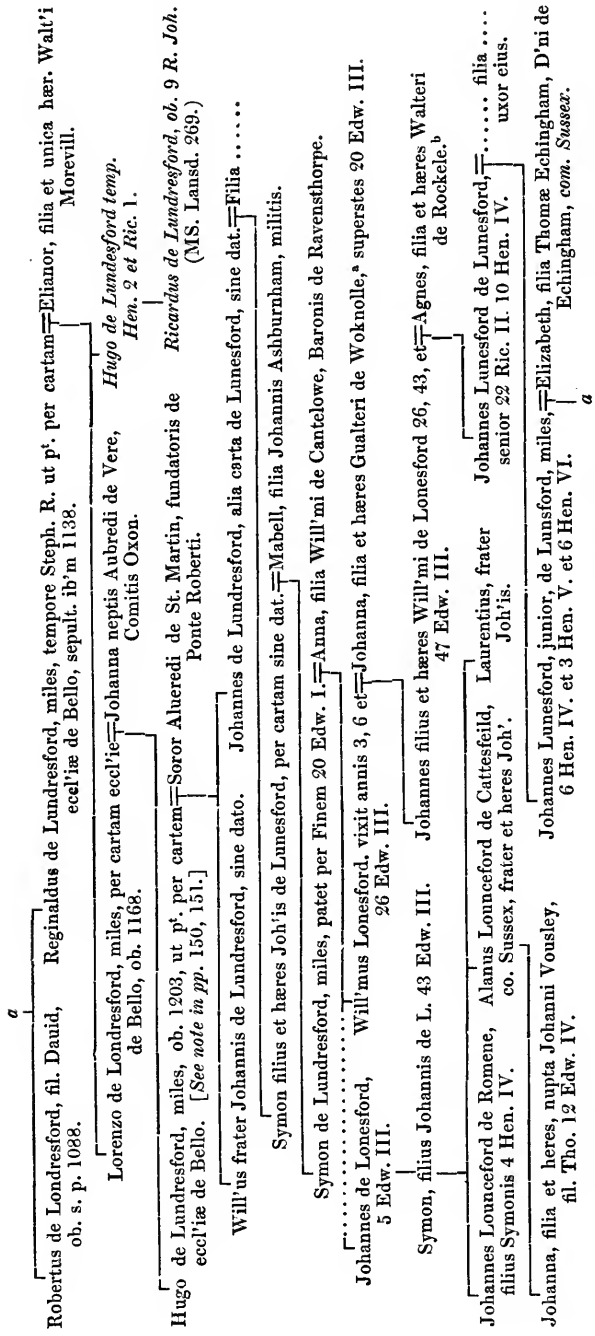 a
Robertus de Londresford, fil. Dauid,
ob. s. p. 1088.
Reginaldus de Lundresford, miles, tempore Steph. R. ut pt. per cartam
eccl'iæ de Bello, sepult. ib'm 1138.
Elianor, filia et unica hær. Walt'i
Morevill.
Lorenzo de Londresford, miles, per cartam eccl'ie
de Bello, ob. 1168.
Johanna neptis Aubredi de Vere,
Comitis Oxon.
Hugo de Lundesford temp.
Hen. 2 et Ric. 1.
Hugo de Lundresford, miles, ob. 1203, ut pt. per cartem
eccl'iæ de Bello. [See note in pp. 150, 151.]
Soror Alueredi de St. Martin, fundatoris de
Ponte Roberti.
Ricardus de Lundresford, ob. 9 R. Joh.
(MS. Lansd. 269.)
Will'us frater Johannis de Lundresford, sine dato.
Johannes de Lundresford, alia carta de Lunesford, sine dat.
Filia ......
Symon filius et hæres Joh'is de Lunesford, per cartam sine dat.
Mabell, filia Johannis Ashburnham, militis.
Symon de Lundresford, miles, patet per Finem 20 Edw. I.
Anna, filia Will'mi de Cantelowe, Baronis de Ravensthorpe.
Johannes de Lonesford,
5 Edw. III.
Will'mus Lonesford. vixit annis 3, 6 et
26 Edw. III.
Johanna, filia et hæres Gualteri de Woknolle,a superstes 20 Edw. III.
Symon, filius Johannis de L. 43 Edw. III.
Johannes filius et hæres Will'mi de Lonesford 26, 43, et
47 Edw. III.
Agnes, filia et hæres Walteri
de Rockele.b
Johannes Lounceford de Romene,
filius Symonis 4 Hen. IV.
Alanus Lounceford de Cattesfeild,
co. Sussex, frater et heres Joh'.
Laurentius, frater
Joh'is.
Johannes Lunesford de Lunesford,
senior 22 Ric. II. 10 Hen. IV.
...... filia ....
uxor eius.
Johanna, filia et heres, nupta Johanni Vousley,
fil. Tho. 12 Edw. IV.
Johannes Lunesford, junior, de Lunsford, miles,
6 Hen. IV. et 3 Hen. V. et 6 Hen. VI.
Elizabeth, filia Thomæ Echingham, D'ni de
Echingham, com. Sussex.
a